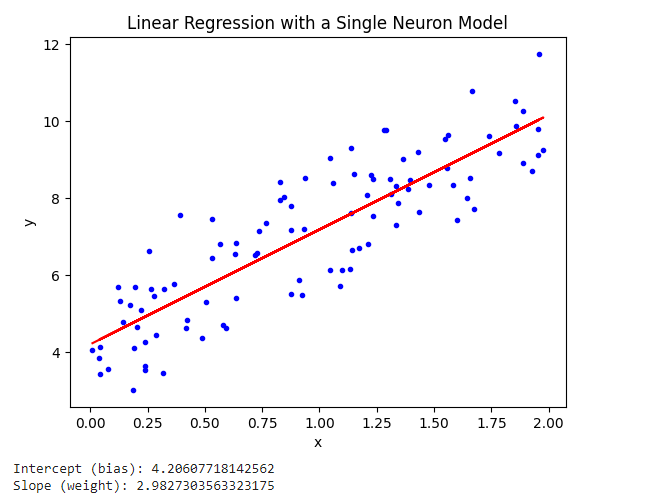 Linear Regression with a Single Neuron Model
12
10
8
6
4
y
0.00 0.25 0.50 0.75 1.00 1.25 1.50 1.75 2.00
x
Intercept (bias): 4.20607718142562
Slope (weight): 2.9827303563323175